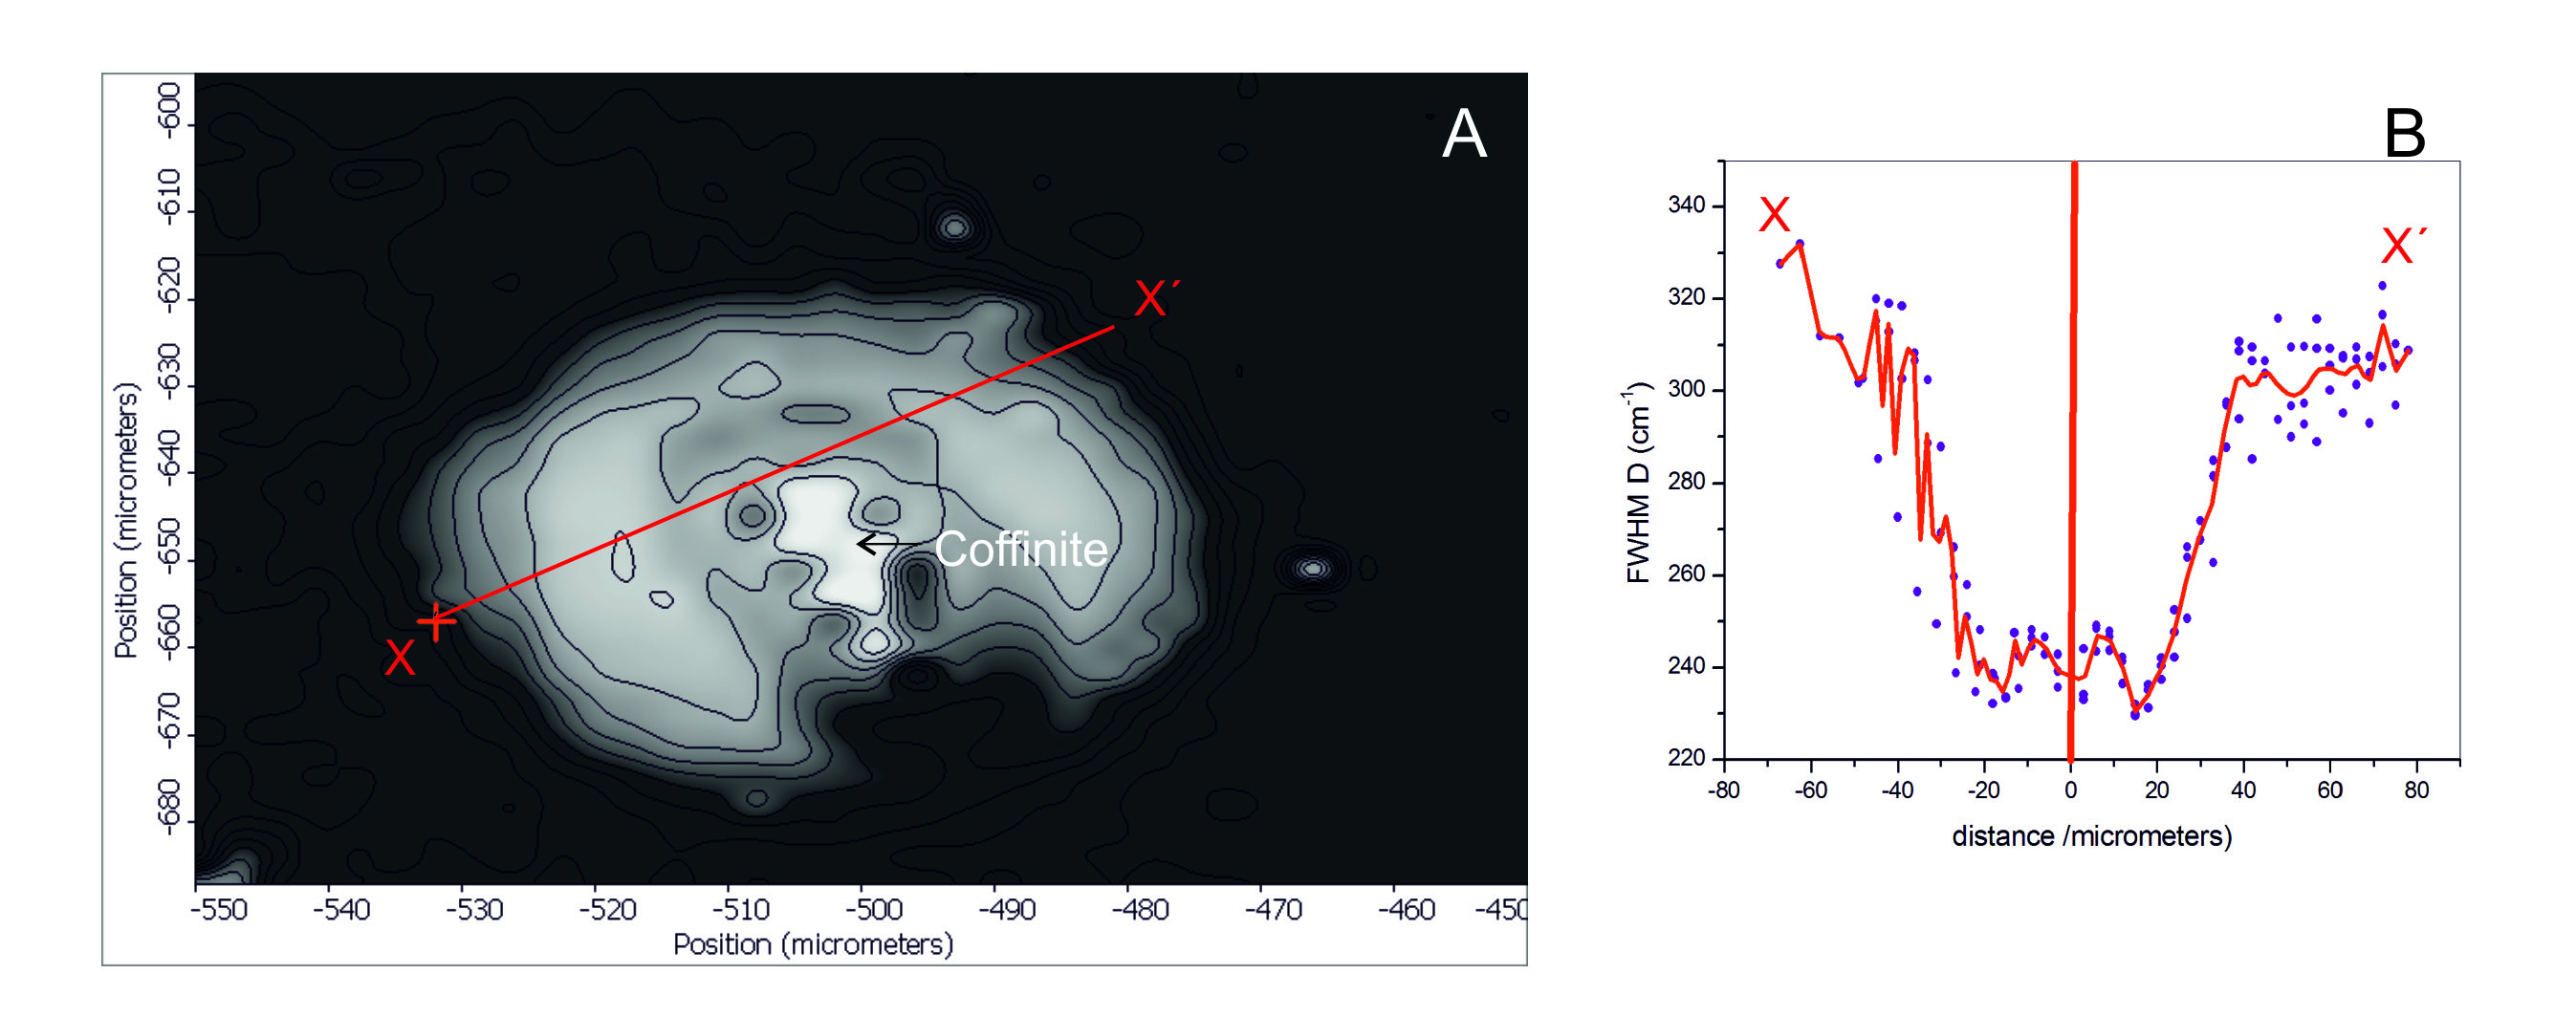 A
-600
-610
-620
-630
-640
-650
-660
-670
-680
Position (micrometers)
X´
Coffinite
X
-550 -540 -530 -520 -510 -500 -490 -480 -470 -460 -450
Position (micrometers)
B
X
X´
340
320
300
280
260
240
220
FWHM D (cm⁻¹)
-80 -60 -40 -20 0 20 40 60 80
distance /micrometers)